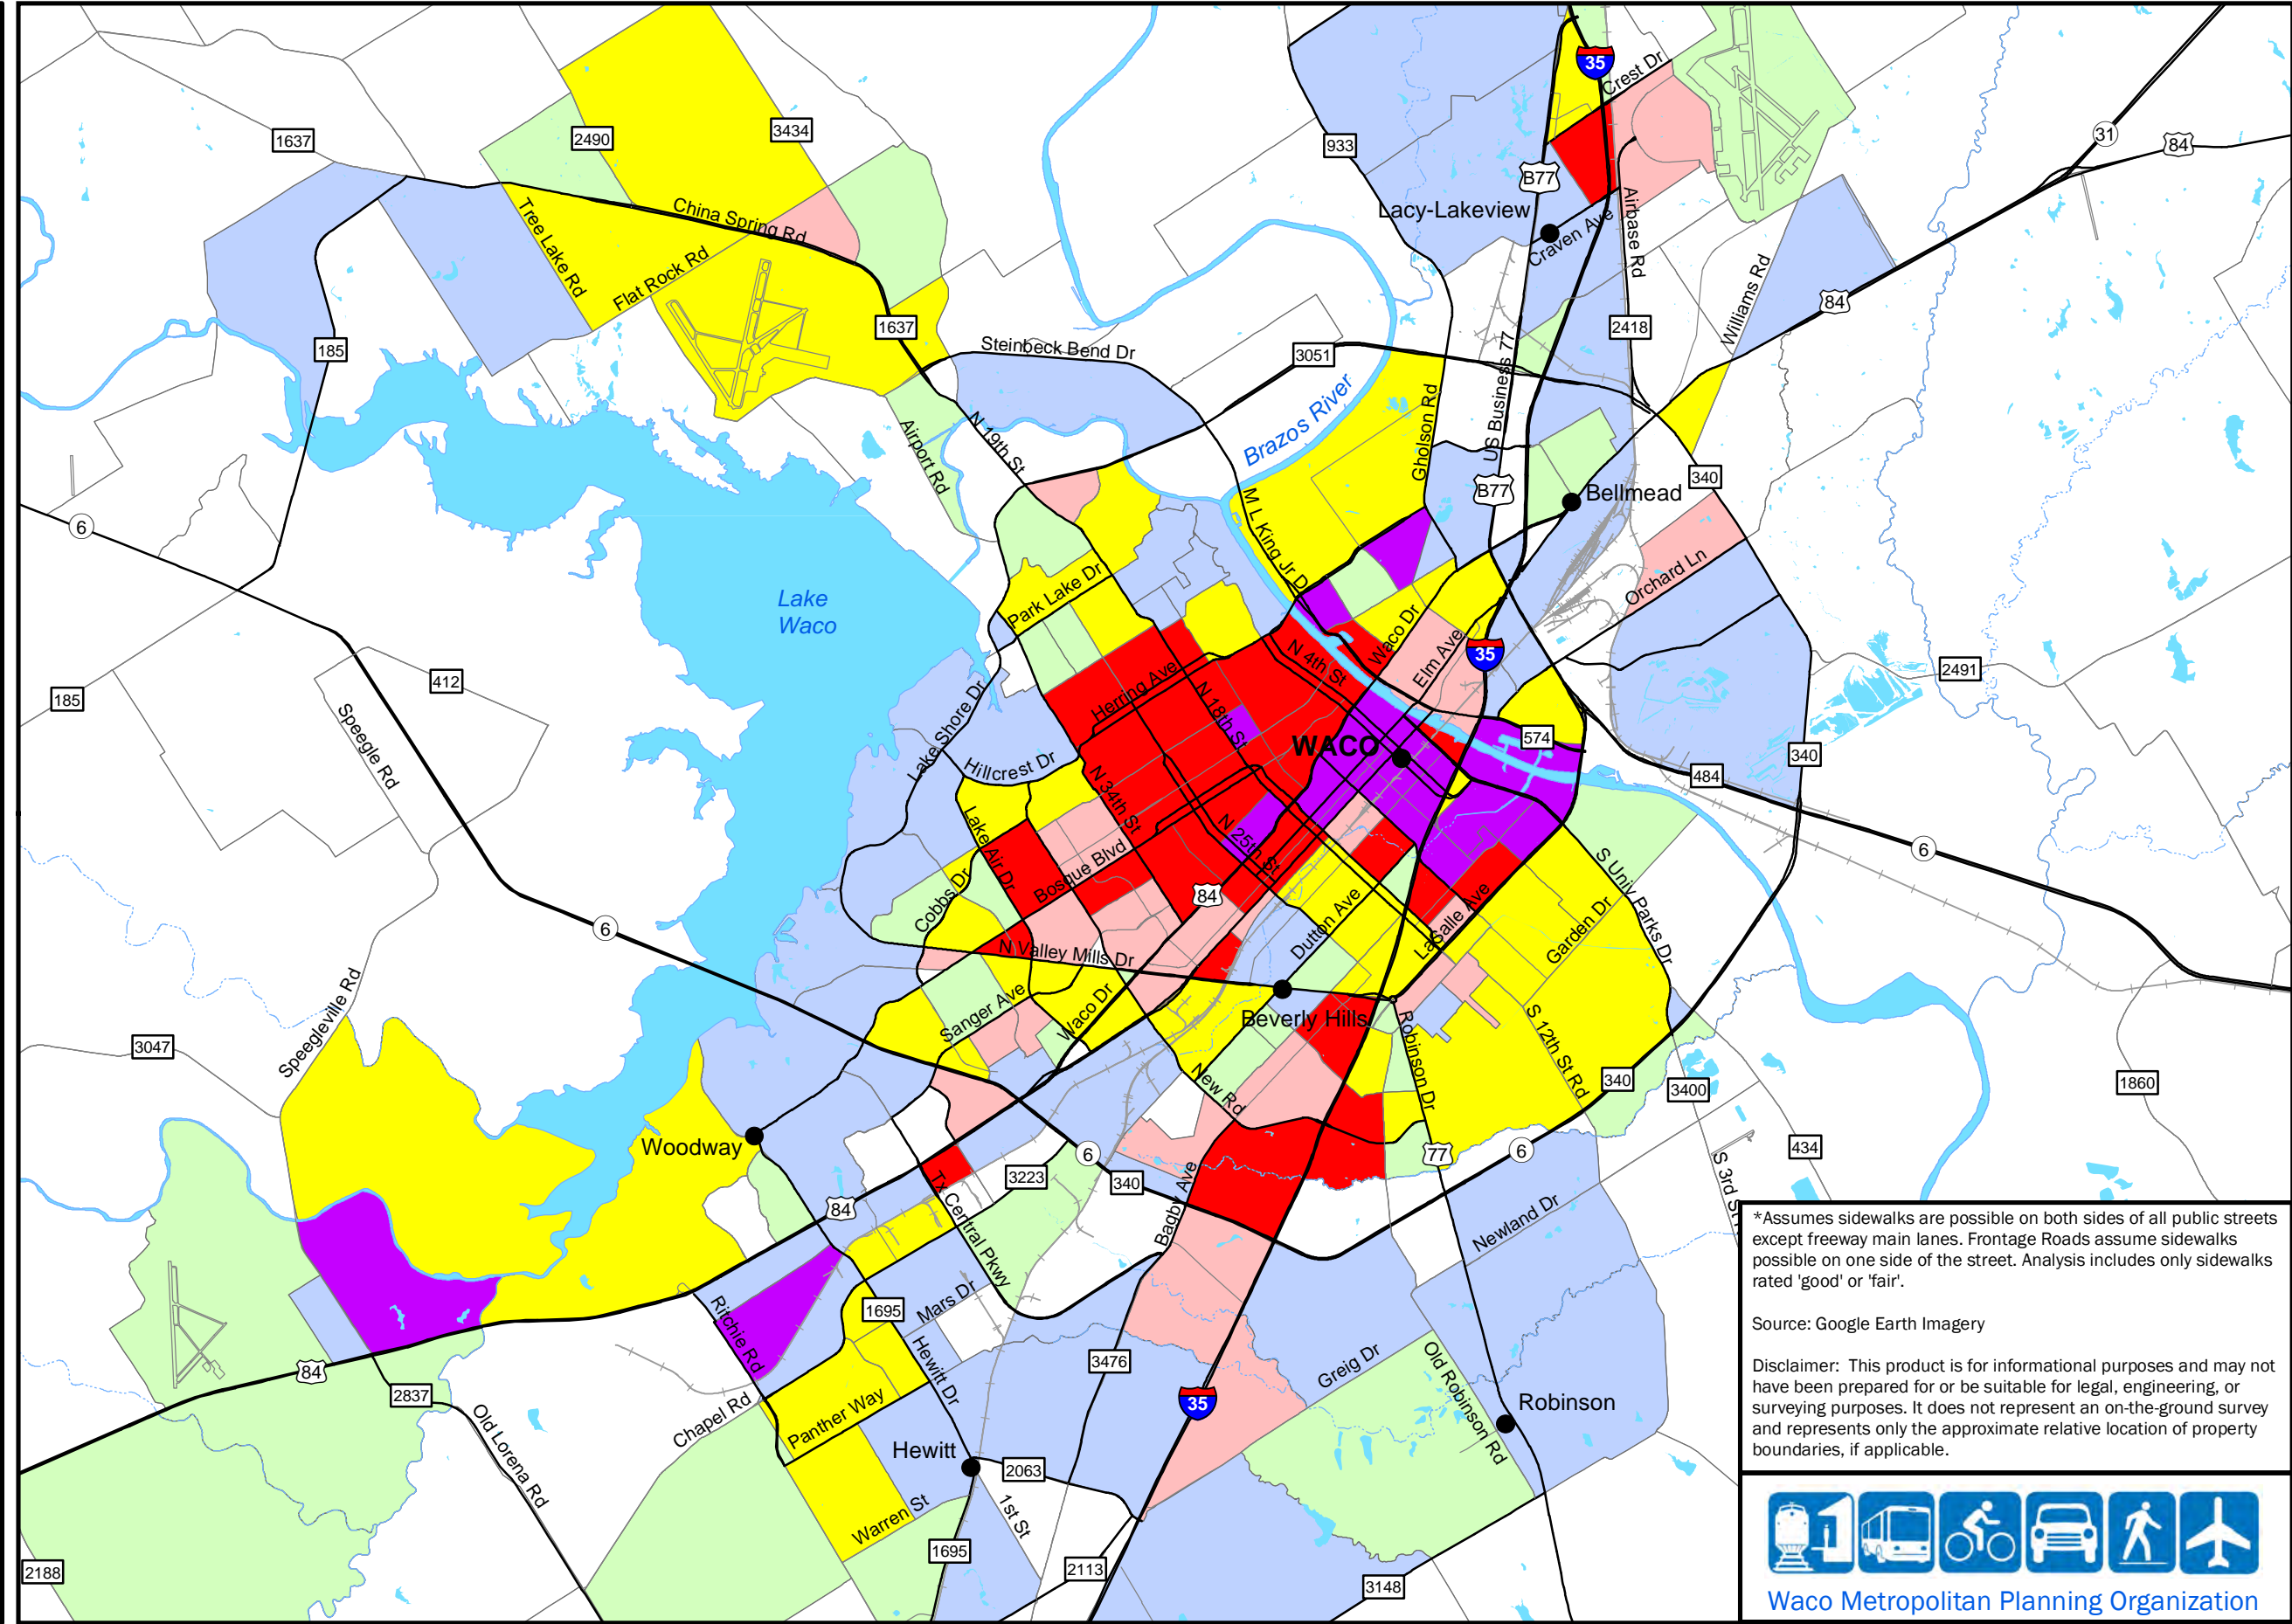 35
Crest Dr
31
84
1637
2490
3434
933
B77
Lacy-Lakeview
Craven Ave
Airbase Rd
Tree Lake Rd
China Spring Rd
Flat Rock Rd
Williams Rd
84
185
1637
Steinbeck Bend Dr
3051
2418
US Business 77
Brazos River
Gholson Rd
Airport Rd
N 19th St
B77
Bellmead
340
6
M L King Jr D
Orchard Ln
Lake
Waco
Park Lake Dr
Waco Dr
Elm Ave
35
2491
185
412
Speegle Rd
Herring Ave
N 4th St
N 18th St
Lake Shore Dr
Hillcrest Dr
WACO
574
340
484
N 34th St
Lake Air Dr
N 25th St
Bosque Blvd
6
S Univ Parks Dr
Cobbs Dr
84
Dutton Ave
LaSalle Ave
Garden Dr
6
N Valley Mills Dr
Sanger Ave
Waco Dr
Beverly Hills
Speegleville Rd
3047
Robinson Dr
S 12th St Rd
New Rd
340
3400
1860
Woodway
6
77
6
434
3223
340
S 3rd St
84
Tx Central Pkwy
Bagby Ave
Newland Dr
Ritchie Rd
1695
Mars Dr
Hewitt Dr
3476
Greig Dr
Old Robinson Rd
84
2837
Old Lorena Rd
Chapel Rd
Panther Way
35
Robinson
Hewitt
2063
1st St
Warren St
1695
2113
2188
3148
*Assumes sidewalks are possible on both sides of all public streets
except freeway main lanes. Frontage Roads assume sidewalks
possible on one side of the street. Analysis includes only sidewalks
rated 'good' or 'fair'.
Source: Google Earth Imagery
Disclaimer: This product is for informational purposes and may not
have been prepared for or be suitable for legal, engineering, or
surveying purposes. It does not represent an on-the-ground survey
and represents only the approximate relative location of property
boundaries, if applicable.
Waco Metropolitan Planning Organization